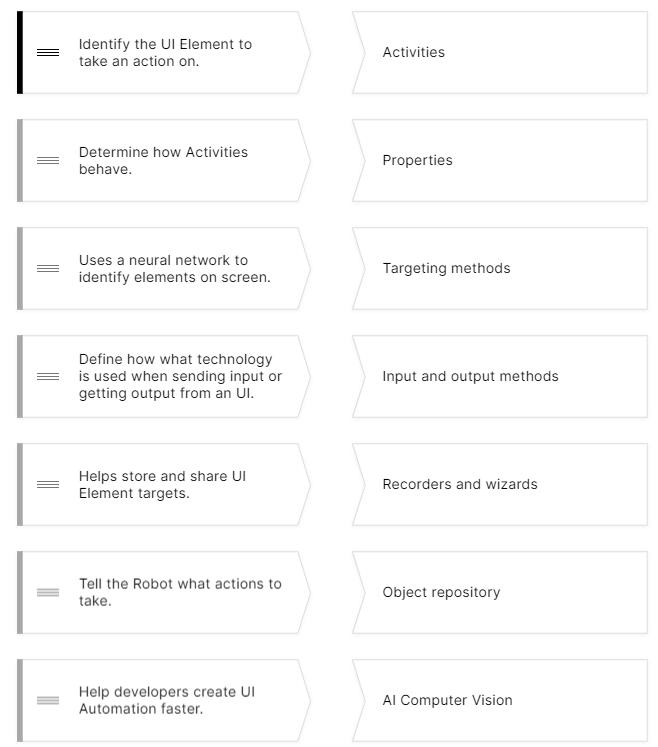 Identify the UI Element to
take an action on.
Activities
Determine how Activities
behave.
Properties
Uses a neural network to
identify elements on screen.
Targeting methods
Define how what technology
is used when sending input or
getting output from an UI.
Input and output methods
Helps store and share UI
Element targets.
Recorders and wizards
Tell the Robot what actions to
take.
Object repository
Help developers create UI
Automation faster.
AI Computer Vision